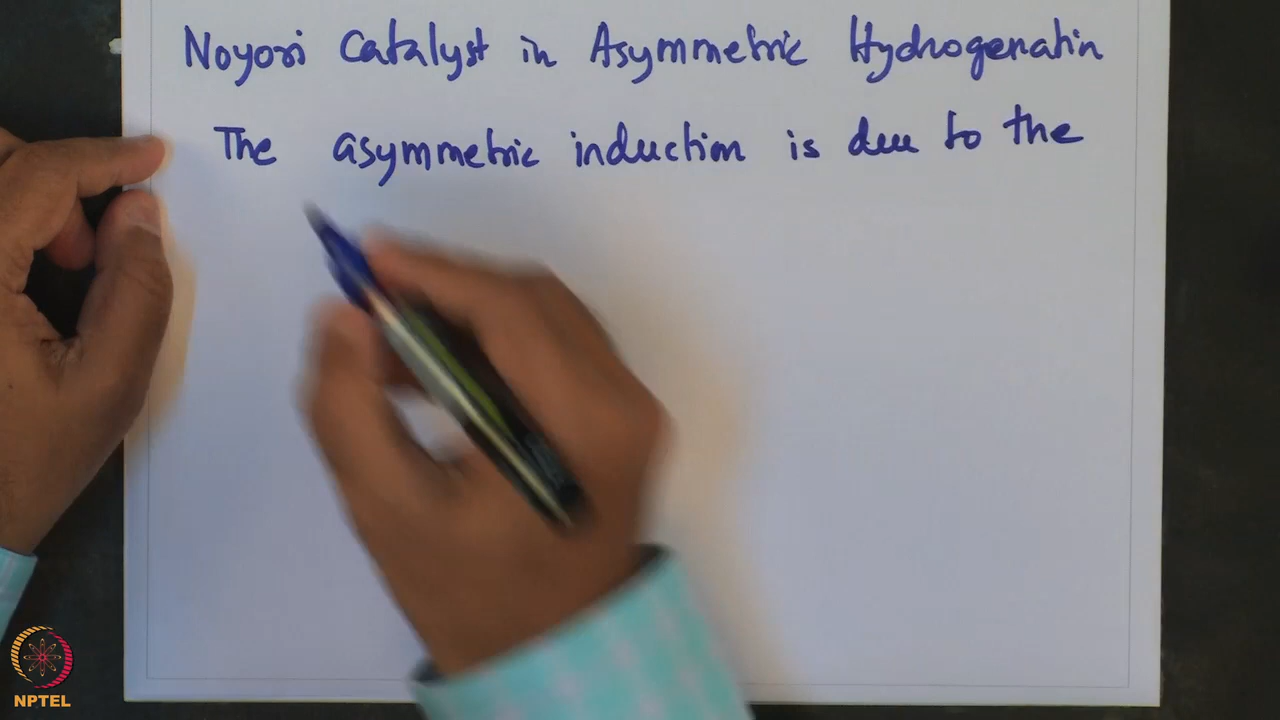 Noyori Catalyst in Asymmetric Hydrogenatin
The asymmetric induction is due to the
NPTEL